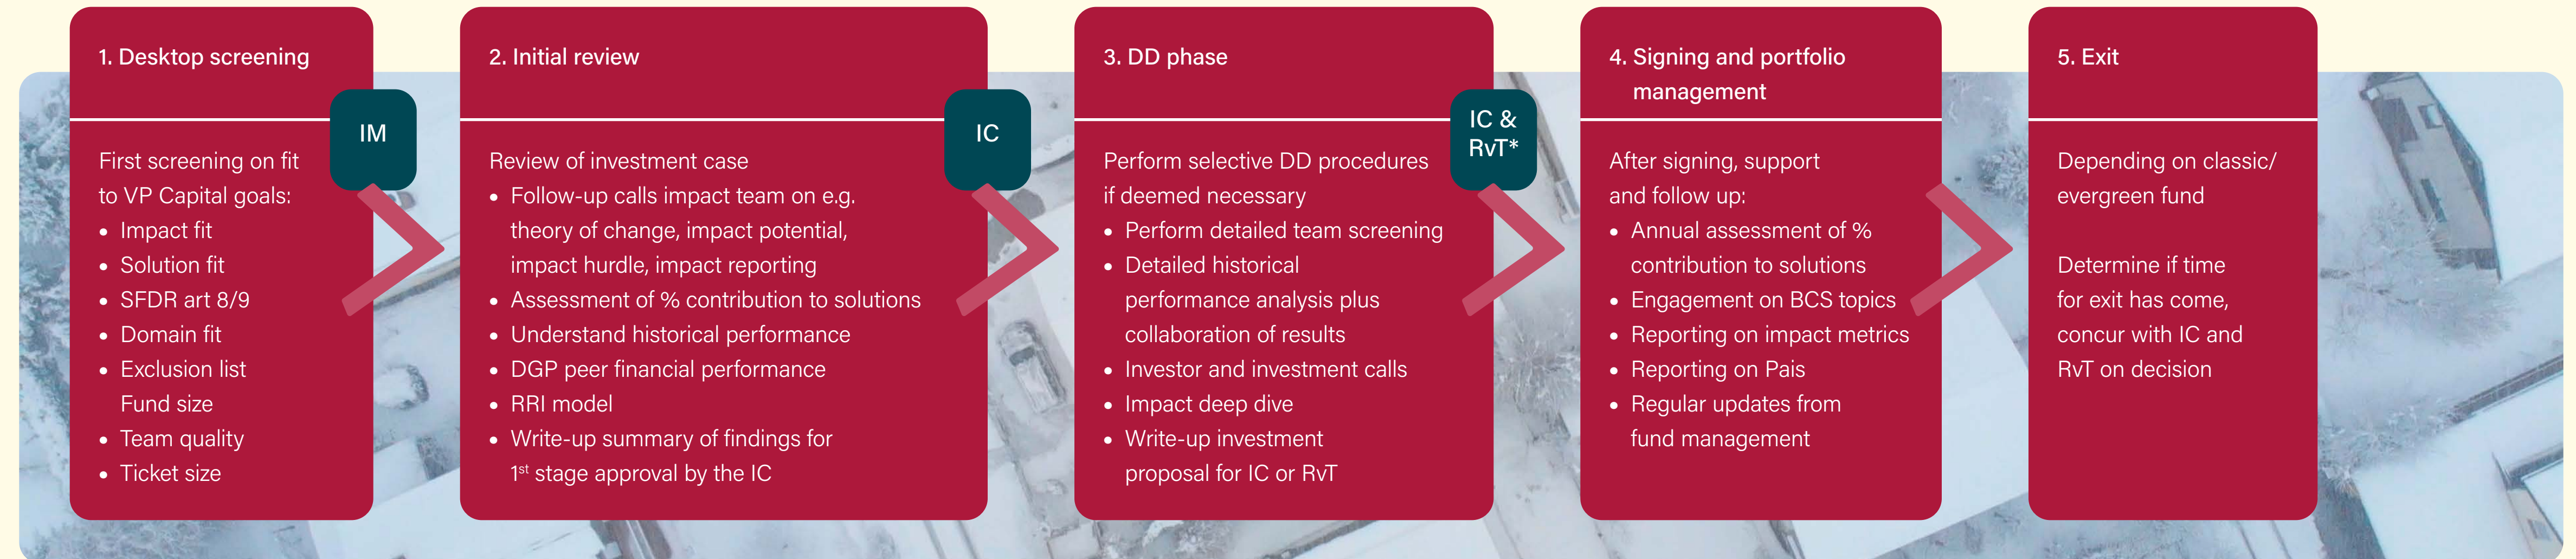 1. Desktop screening
First screening on fit
to VP Capital goals:
• Impact fit
• Solution fit
• SFDR art 8/9
• Domain fit
• Exclusion list
Fund size
• Team quality
• Ticket size
IM
2. Initial review
Review of investment case
• Follow-up calls impact team on e.g.
theory of change, impact potential,
impact hurdle, impact reporting
• Assessment of % contribution to solutions
• Understand historical performance
• DGP peer financial performance
• RRI model
• Write-up summary of findings for
1st stage approval by the IC
IC
3. DD phase
Perform selective DD procedures
if deemed necessary
• Perform detailed team screening
• Detailed historical
performance analysis plus
collaboration of results
• Investor and investment calls
• Impact deep dive
• Write-up investment
proposal for IC or RvT
IC &
RvT*
4. Signing and portfolio
management
After signing, support
and follow up:
• Annual assessment of %
contribution to solutions
• Engagement on BCS topics
• Reporting on impact metrics
• Reporting on Pais
• Regular updates from
fund management
5. Exit
Depending on classic/
evergreen fund
Determine if time
for exit has come,
concur with IC and
RvT on decision